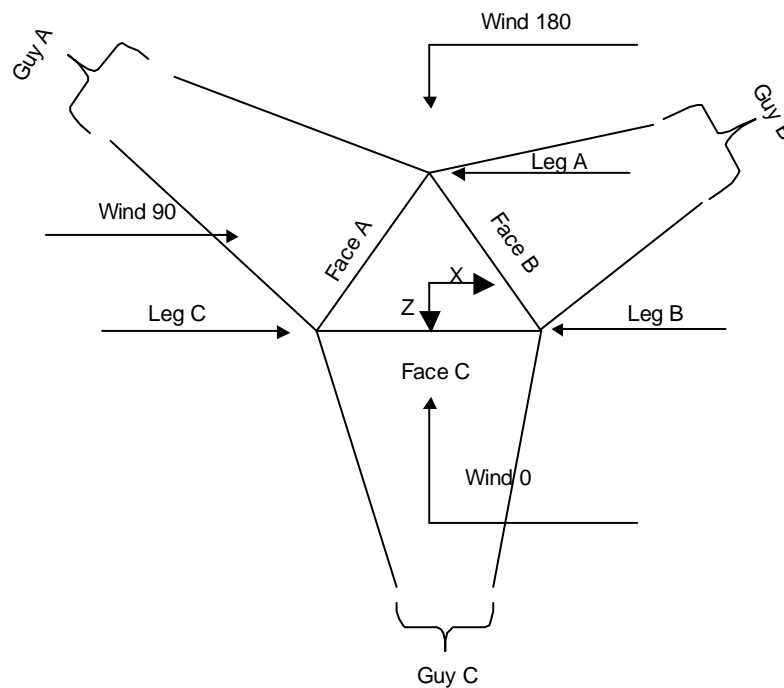 Wind 180
Guy A
Guy B
Leg A
Wind 90
Face A
Face B
X
Z
Leg C
Leg B
Face C
Wind 0
Guy C